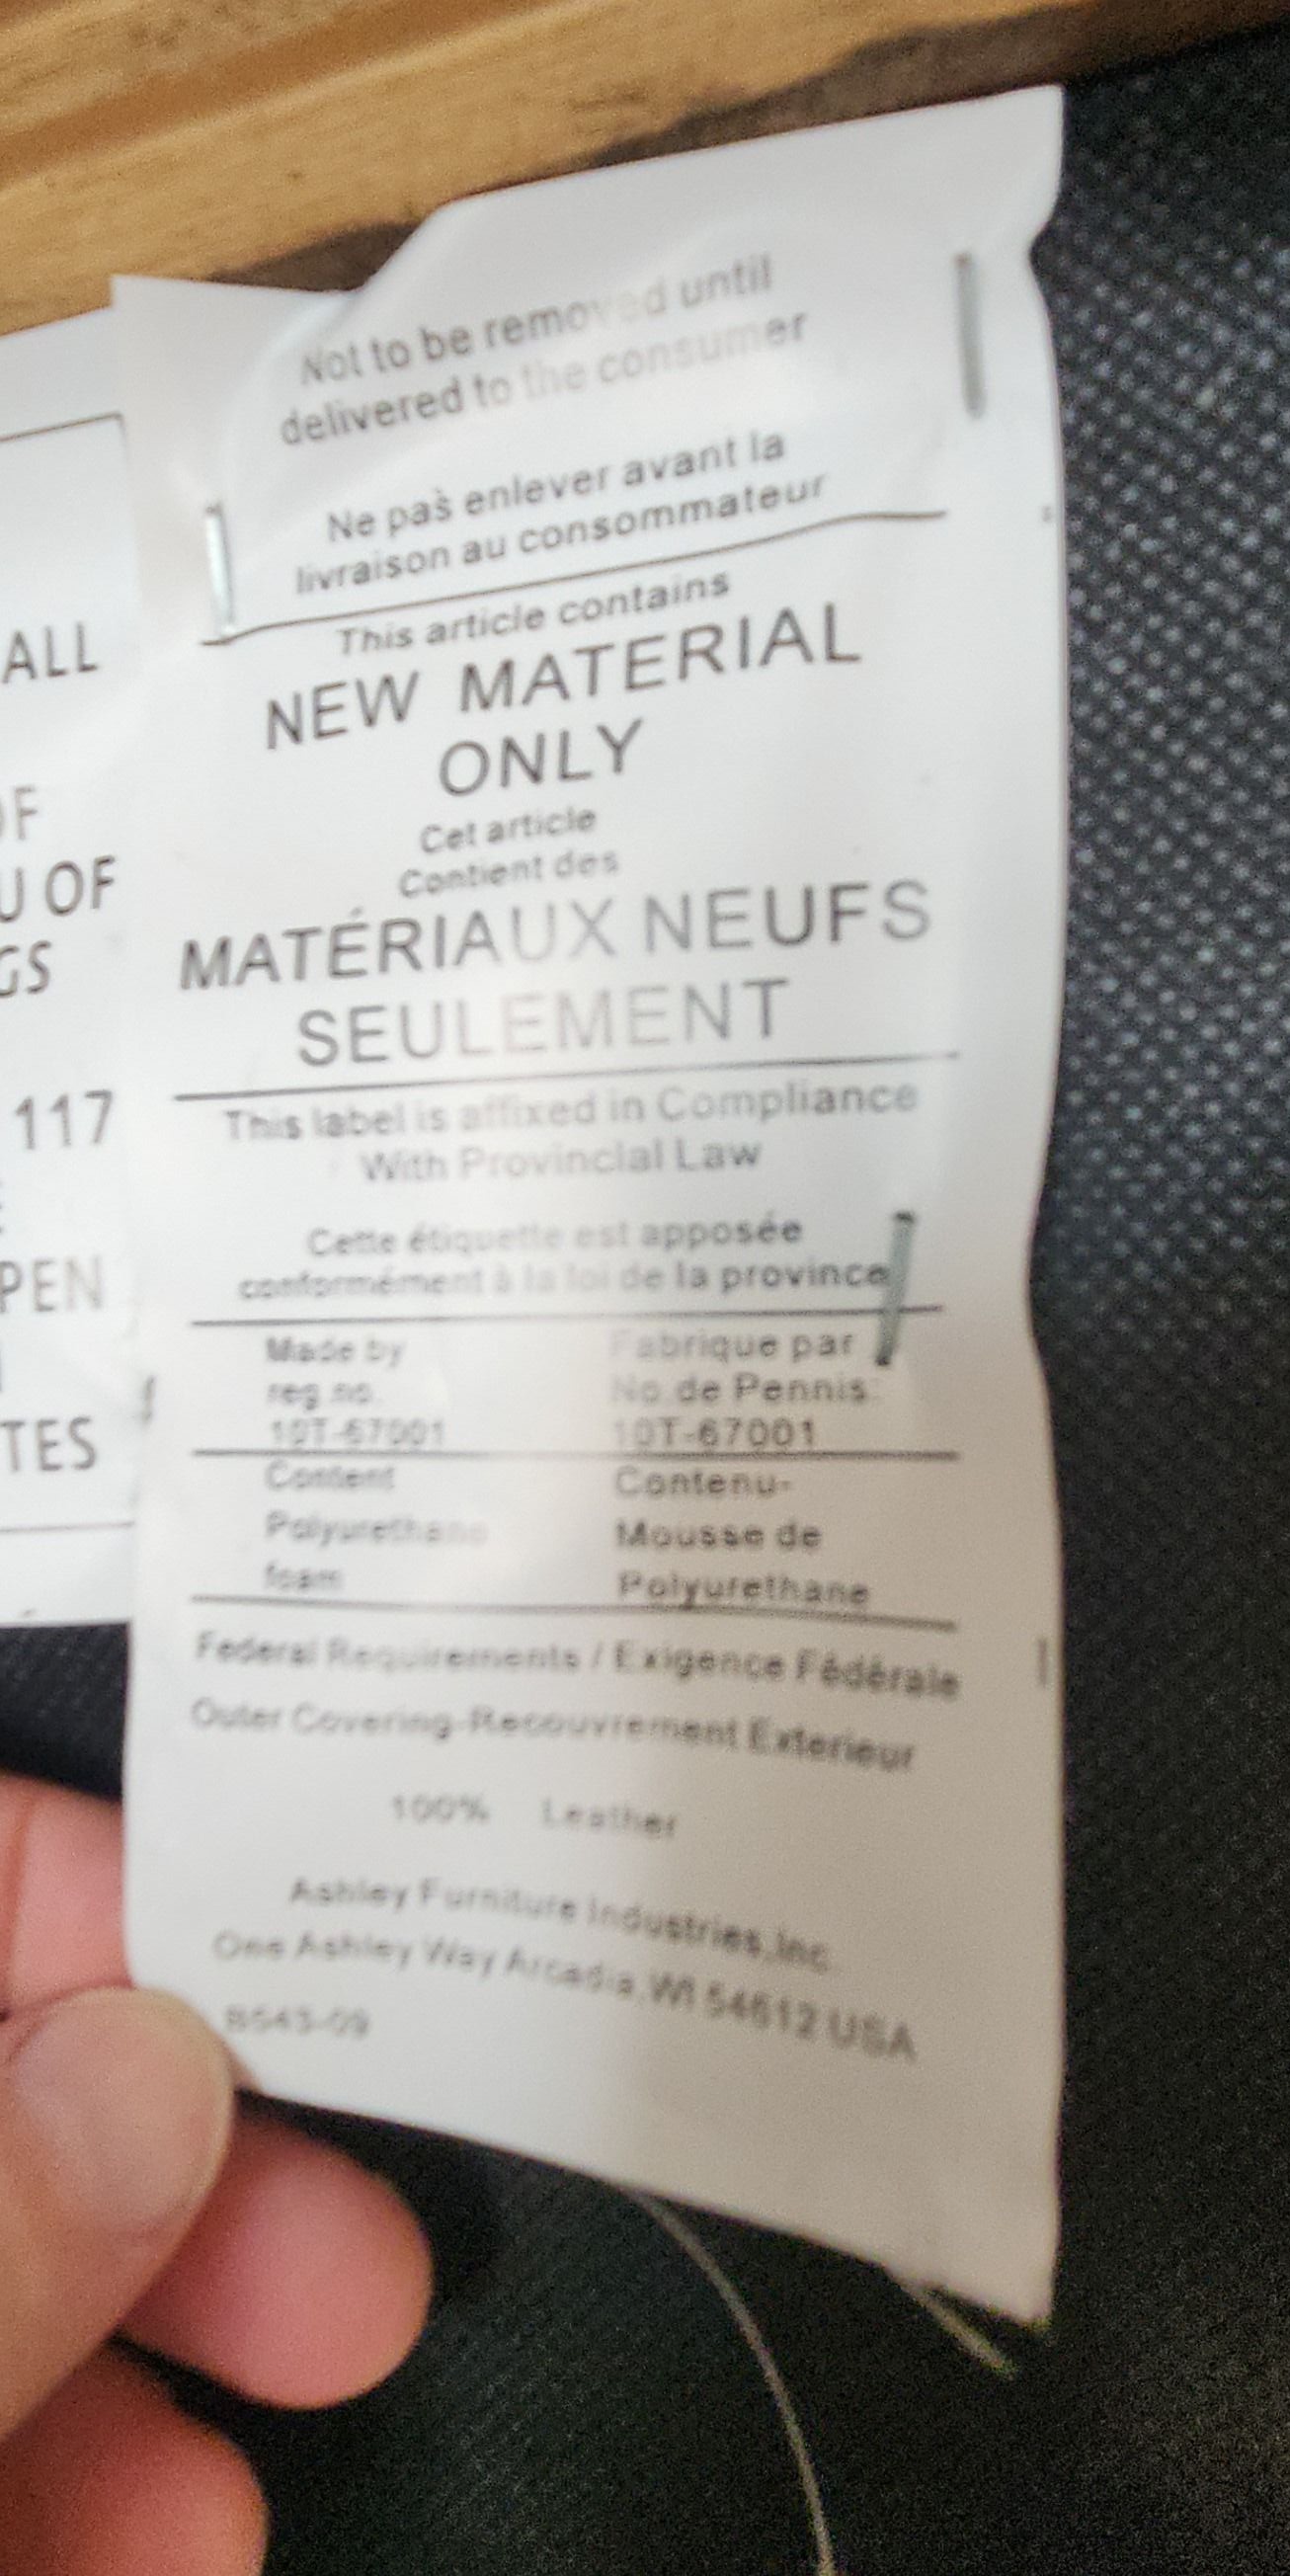 ALL
OF
U OF
GS
117
PEN
TES
Not to be removed until
delivered to the consumer
Ne pas enlever avant la
livraison au consommateur
This article contains
NEW MATERIAL
ONLY
Cet article
Contient des
MATÉRIAUX NEUFS
SEULEMENT
This label is affixed in Compliance
With Provincial Law
Cette étiquette est apposée
conformément à la loi de la province
Made by
reg.no.
10T-67001
Fabrique par
No.de Pennis:
10T-67001
Content
Polyurethane
foam
Contenu-
Mousse de
Polyurethane
Federal Requirements / Exigence Fédérale
Outer Covering-Recouvrement Exterieur
100% Leather
Ashley Furniture Industries,Inc.
One Ashley Way Arcadia,WI 54612 USA